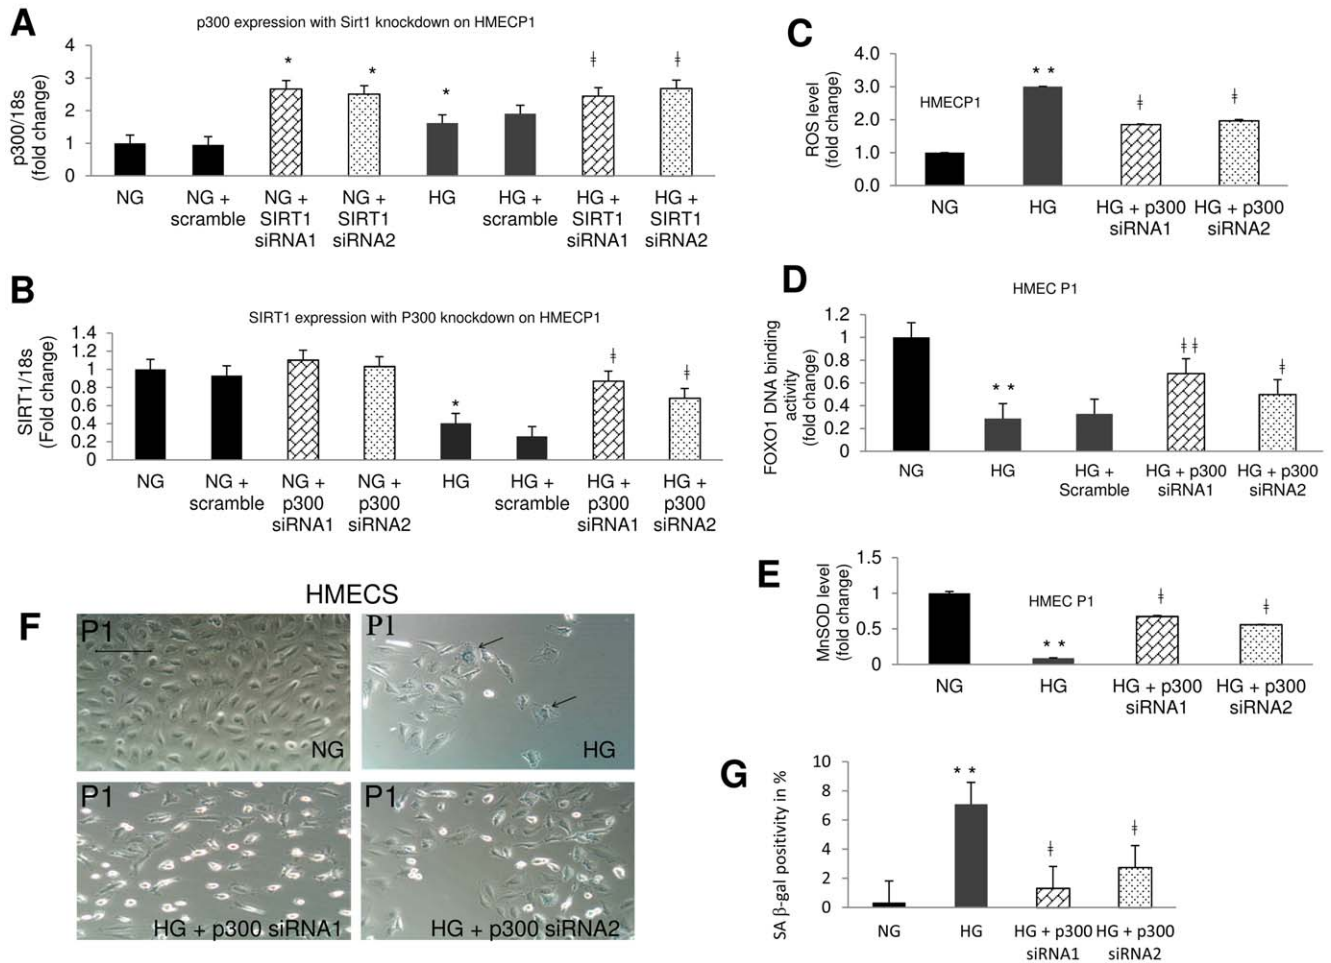 A
p300 expression with Sirt1 knockdown on HMECP1
p300/18s
(fold change)
4
3
2
1
0
*
*
*
ǂ
ǂ
NG
NG +
scramble
NG +
SIRT1
siRNA1
NG +
SIRT1
siRNA2
HG
HG +
scramble
HG +
SIRT1
siRNA1
HG +
SIRT1
siRNA2
B
SIRT1 expression with P300 knockdown on HMECP1
SIRT1/18s
(Fold change)
1.4
1.2
1
0.8
0.6
0.4
0.2
0
*
ǂ
ǂ
NG
NG +
scramble
NG +
p300
siRNA1
NG +
p300
siRNA2
HG
HG +
scramble
HG +
p300
siRNA1
HG +
p300
siRNA2
C
ROS level
(fold change)
4.0
3.0
2.0
1.0
0.0
HMECP1
* *
ǂ
ǂ
NG
HG
HG + p300
siRNA1
HG + p300
siRNA2
D
HMEC P1
FOXO1 DNA binding
activity
(fold change)
1.2
1
0.8
0.6
0.4
0.2
0
* *
ǂ ǂ
ǂ
NG
HG
HG +
Scramble
HG + p300
siRNA1
HG + p300
siRNA2
E
MnSOD level
(fold change)
1.5
1
0.5
0
HMEC P1
* *
ǂ
ǂ
NG
HG
HG + p300
siRNA1
HG + p300
siRNA2
F
HMECS
P1
NG
P1
HG
P1
HG + p300 siRNA1
P1
HG + p300 siRNA2
G
SA β-gal positivity in %
10
8
6
4
2
0
* *
ǂ
ǂ
NG
HG
HG + p300
siRNA1
HG + p300
siRNA2